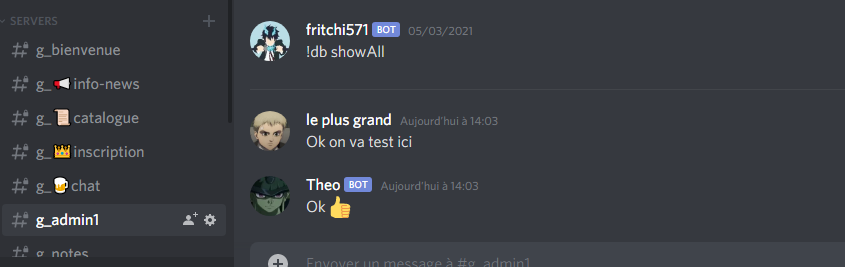 SERVERS
g_bienvenue
g_📢info-news
g_📜catalogue
g_👑inscription
g_🍺chat
g_admin1
g_notes
fritchi571 BOT 05/03/2021
!db showAll
le plus grand Aujourd'hui à 14:03
Ok on va test ici
Theo BOT Aujourd'hui à 14:03
Ok 👍
Envoyer un message à #g_admin1